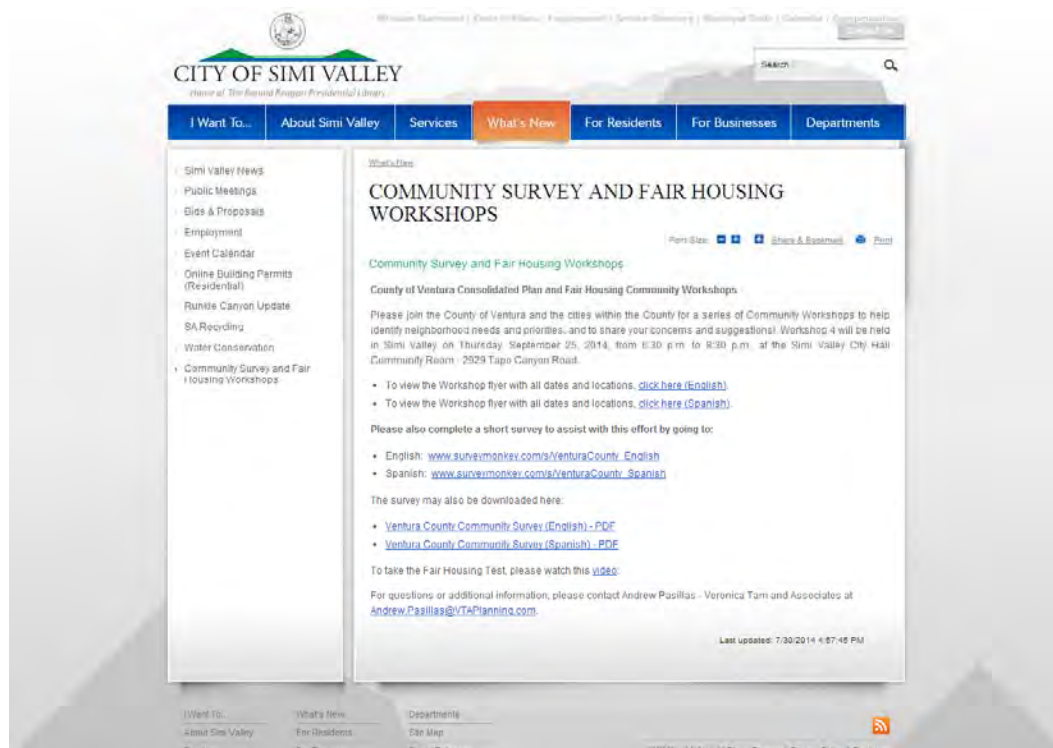 CITY OF SIMI VALLEY
Home of The Ronald Reagan Presidential Library
Search
I Want To... About Simi Valley Services What's New For Residents For Businesses Departments
Simi Valley News
Public Meetings
Bids & Proposals
Employment
Event Calendar
Online Building Permits
(Residential)
Runkle Canyon Update
SA Recycling
Water Conservation
Community Survey and Fair
Housing Workshops
What's New
COMMUNITY SURVEY AND FAIR HOUSING
WORKSHOPS
Font Size: Share & Bookmark Print
Community Survey and Fair Housing Workshops
County of Ventura Consolidated Plan and Fair Housing Community Workshops
Please join the County of Ventura and the cities within the County for a series of Community Workshops to help
identify neighborhood needs and priorities, and to share your concerns and suggestions! Workshop 4 will be held
in Simi Valley on Thursday, September 25, 2014, from 6:30 p.m. to 8:30 p.m. at the Simi Valley City Hall
Community Room - 2929 Tapo Canyon Road.
• To view the Workshop flyer with all dates and locations, click here (English).
• To view the Workshop flyer with all dates and locations, click here (Spanish).
Please also complete a short survey to assist with this effort by going to:
• English: www.surveymonkey.com/s/VenturaCounty_English
• Spanish: www.surveymonkey.com/s/VenturaCounty_Spanish
The survey may also be downloaded here:
• Ventura County Community Survey (English) - PDF
• Ventura County Community Survey (Spanish) - PDF
To take the Fair Housing Test, please watch this video.
For questions or additional information, please contact Andrew Pasillas - Veronica Tam and Associates at
Andrew.Pasillas@VTAPlanning.com.
Last updated: 7/30/2014 4:57:45 PM
I Want To... What's New Departments
About Simi Valley For Residents Site Map